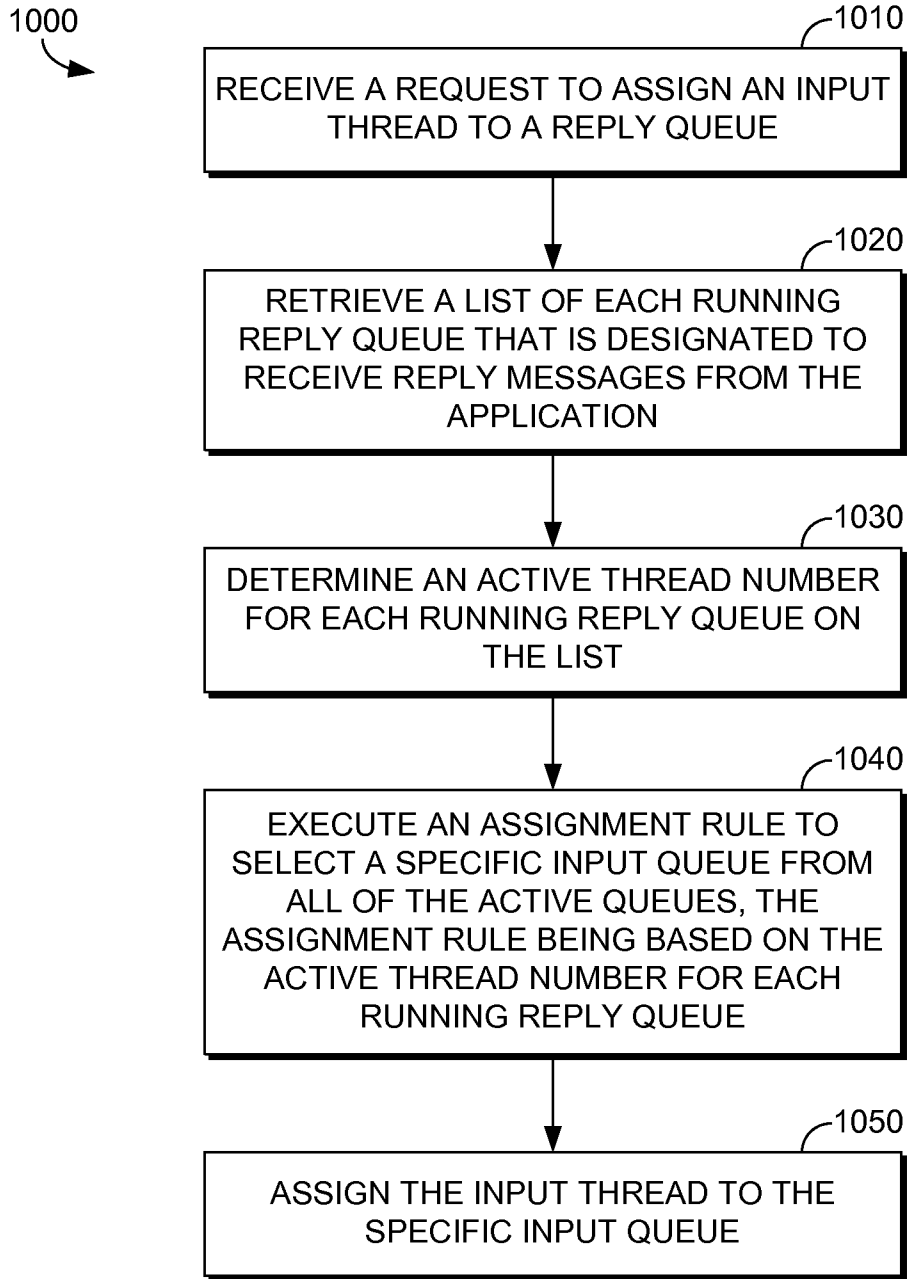 1000
1010
RECEIVE A REQUEST TO ASSIGN AN INPUT
THREAD TO A REPLY QUEUE
1020
RETRIEVE A LIST OF EACH RUNNING
REPLY QUEUE THAT IS DESIGNATED TO
RECEIVE REPLY MESSAGES FROM THE
APPLICATION
1030
DETERMINE AN ACTIVE THREAD NUMBER
FOR EACH RUNNING REPLY QUEUE ON
THE LIST
1040
EXECUTE AN ASSIGNMENT RULE TO
SELECT A SPECIFIC INPUT QUEUE FROM
ALL OF THE ACTIVE QUEUES, THE
ASSIGNMENT RULE BEING BASED ON THE
ACTIVE THREAD NUMBER FOR EACH
RUNNING REPLY QUEUE
1050
ASSIGN THE INPUT THREAD TO THE
SPECIFIC INPUT QUEUE